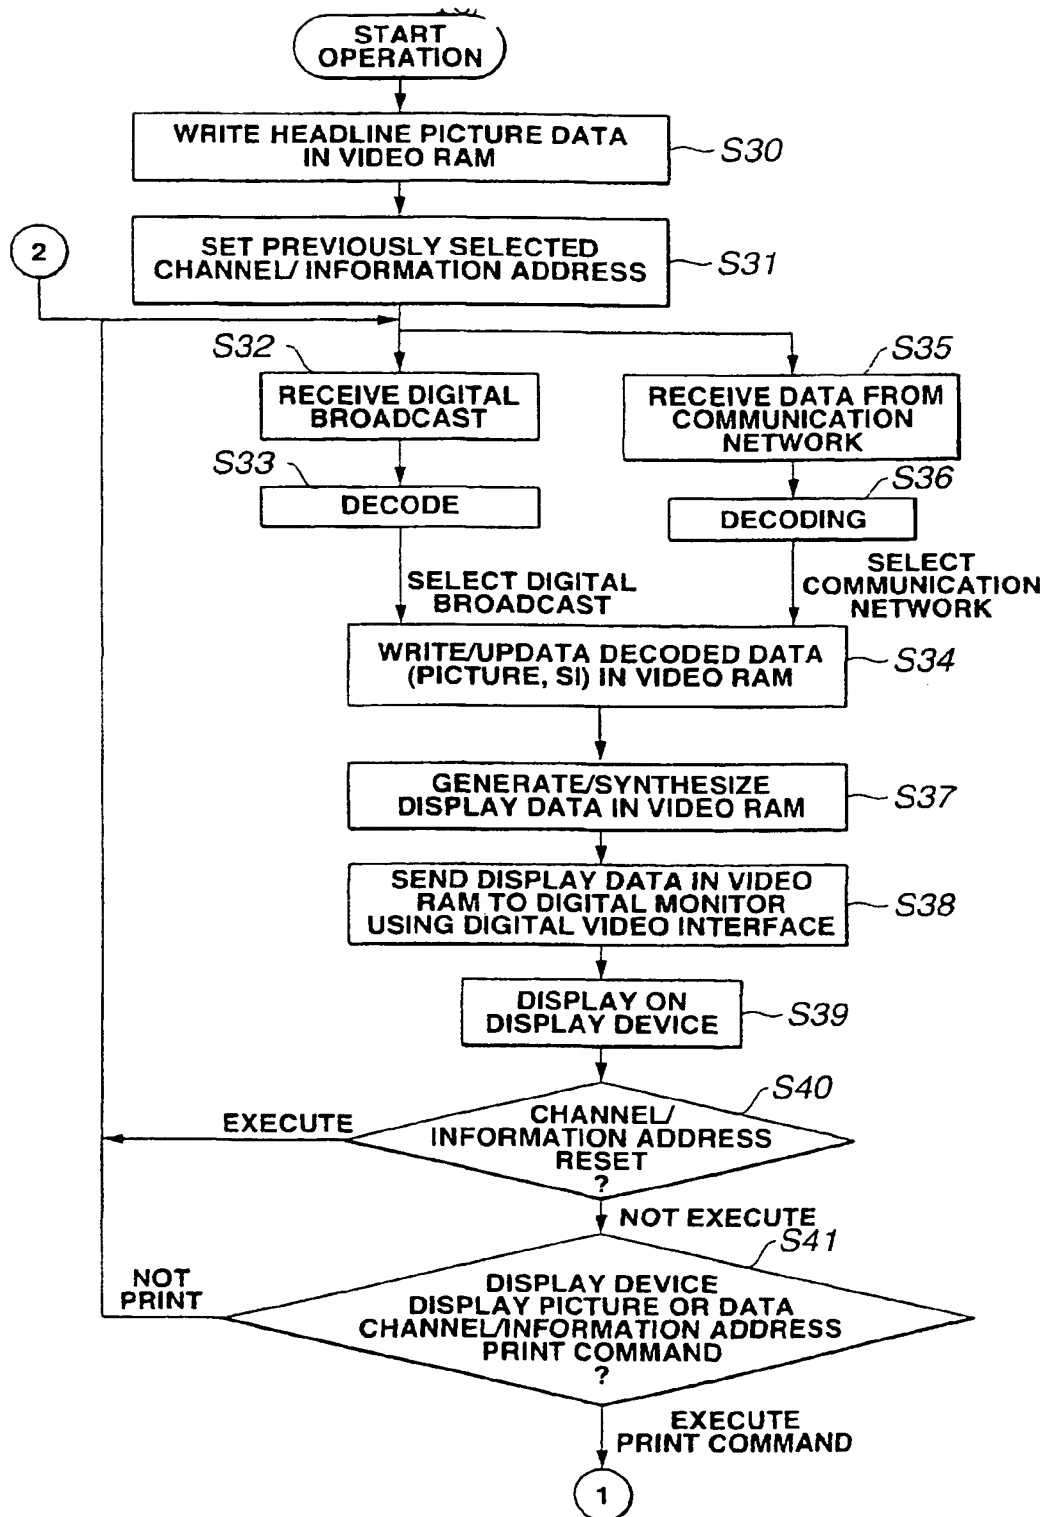 START
OPERATION
WRITE HEADLINE PICTURE DATA
IN VIDEO RAM
S30
2
SET PREVIOUSLY SELECTED
CHANNEL/ INFORMATION ADDRESS
S31
S32
RECEIVE DIGITAL
BROADCAST
S35
RECEIVE DATA FROM
COMMUNICATION
NETWORK
S33
DECODE
S36
DECODING
SELECT DIGITAL
BROADCAST
SELECT
COMMUNICATION
NETWORK
WRITE/UPDATA DECODED DATA
(PICTURE, SI) IN VIDEO RAM
S34
GENERATE/SYNTHESIZE
DISPLAY DATA IN VIDEO RAM
S37
SEND DISPLAY DATA IN VIDEO
RAM TO DIGITAL MONITOR
USING DIGITAL VIDEO INTERFACE
S38
DISPLAY ON
DISPLAY DEVICE
S39
S40
EXECUTE
CHANNEL/
INFORMATION ADDRESS
RESET
?
NOT EXECUTE
S41
NOT
PRINT
DISPLAY DEVICE
DISPLAY PICTURE OR DATA
CHANNEL/INFORMATION ADDRESS
PRINT COMMAND
?
EXECUTE
PRINT COMMAND
1